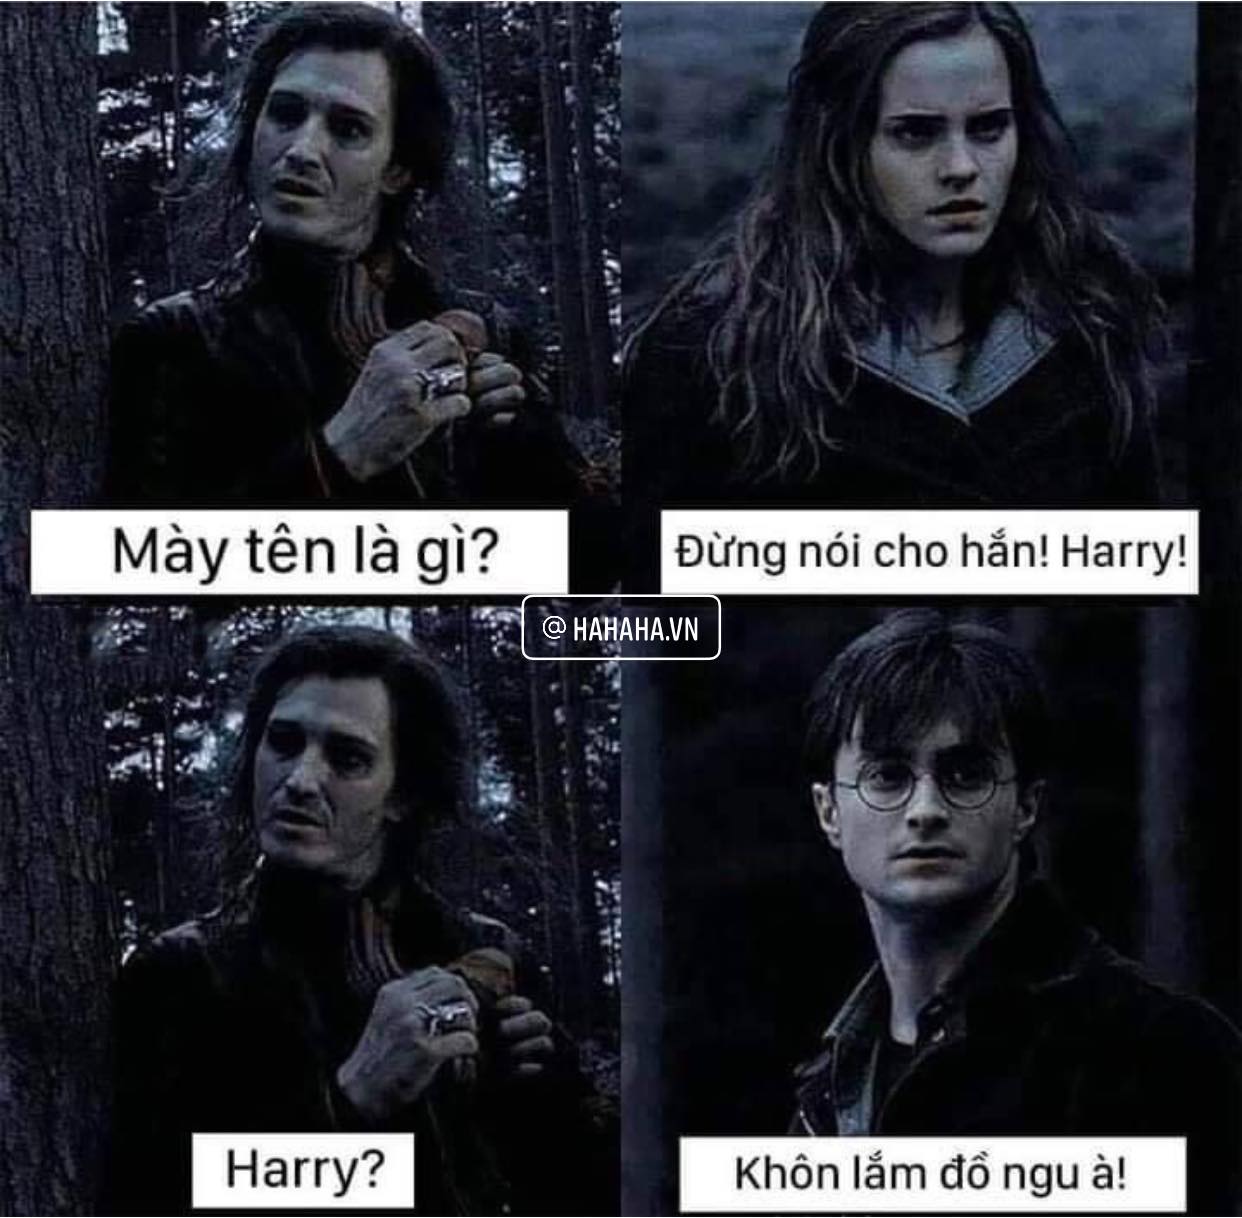 Mày tên là gì?
Đừng nói cho hắn! Harry!
@ HAHAHA.VN
Harry?
Khôn lắm đồ ngu à!